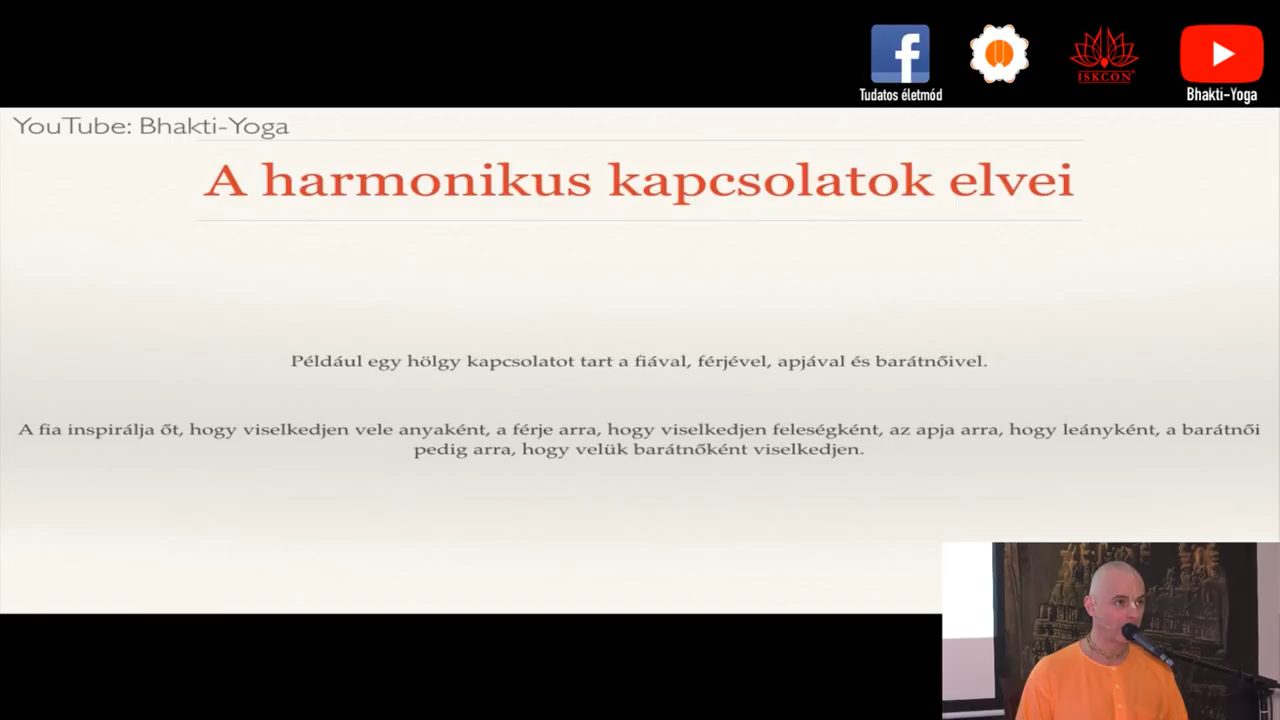 Tudatos életmód
ISKCON
Bhakti-Yoga
YouTube: Bhakti-Yoga
A harmonikus kapcsolatok elvei
Például egy hölgy kapcsolatot tart a fiával, férjével, apjával és barátnőivel.
A fia inspirálja őt, hogy viselkedjen vele anyaként, a férje arra, hogy viselkedjen feleségként, az apja arra, hogy leányként, a barátnői
pedig arra, hogy velük barátnőként viselkedjen.